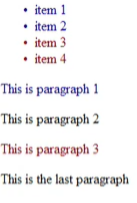 • item 1
• item 2
• item 3
• item 4
This is paragraph 1
This is paragraph 2
This is paragraph 3
This is the last paragraph